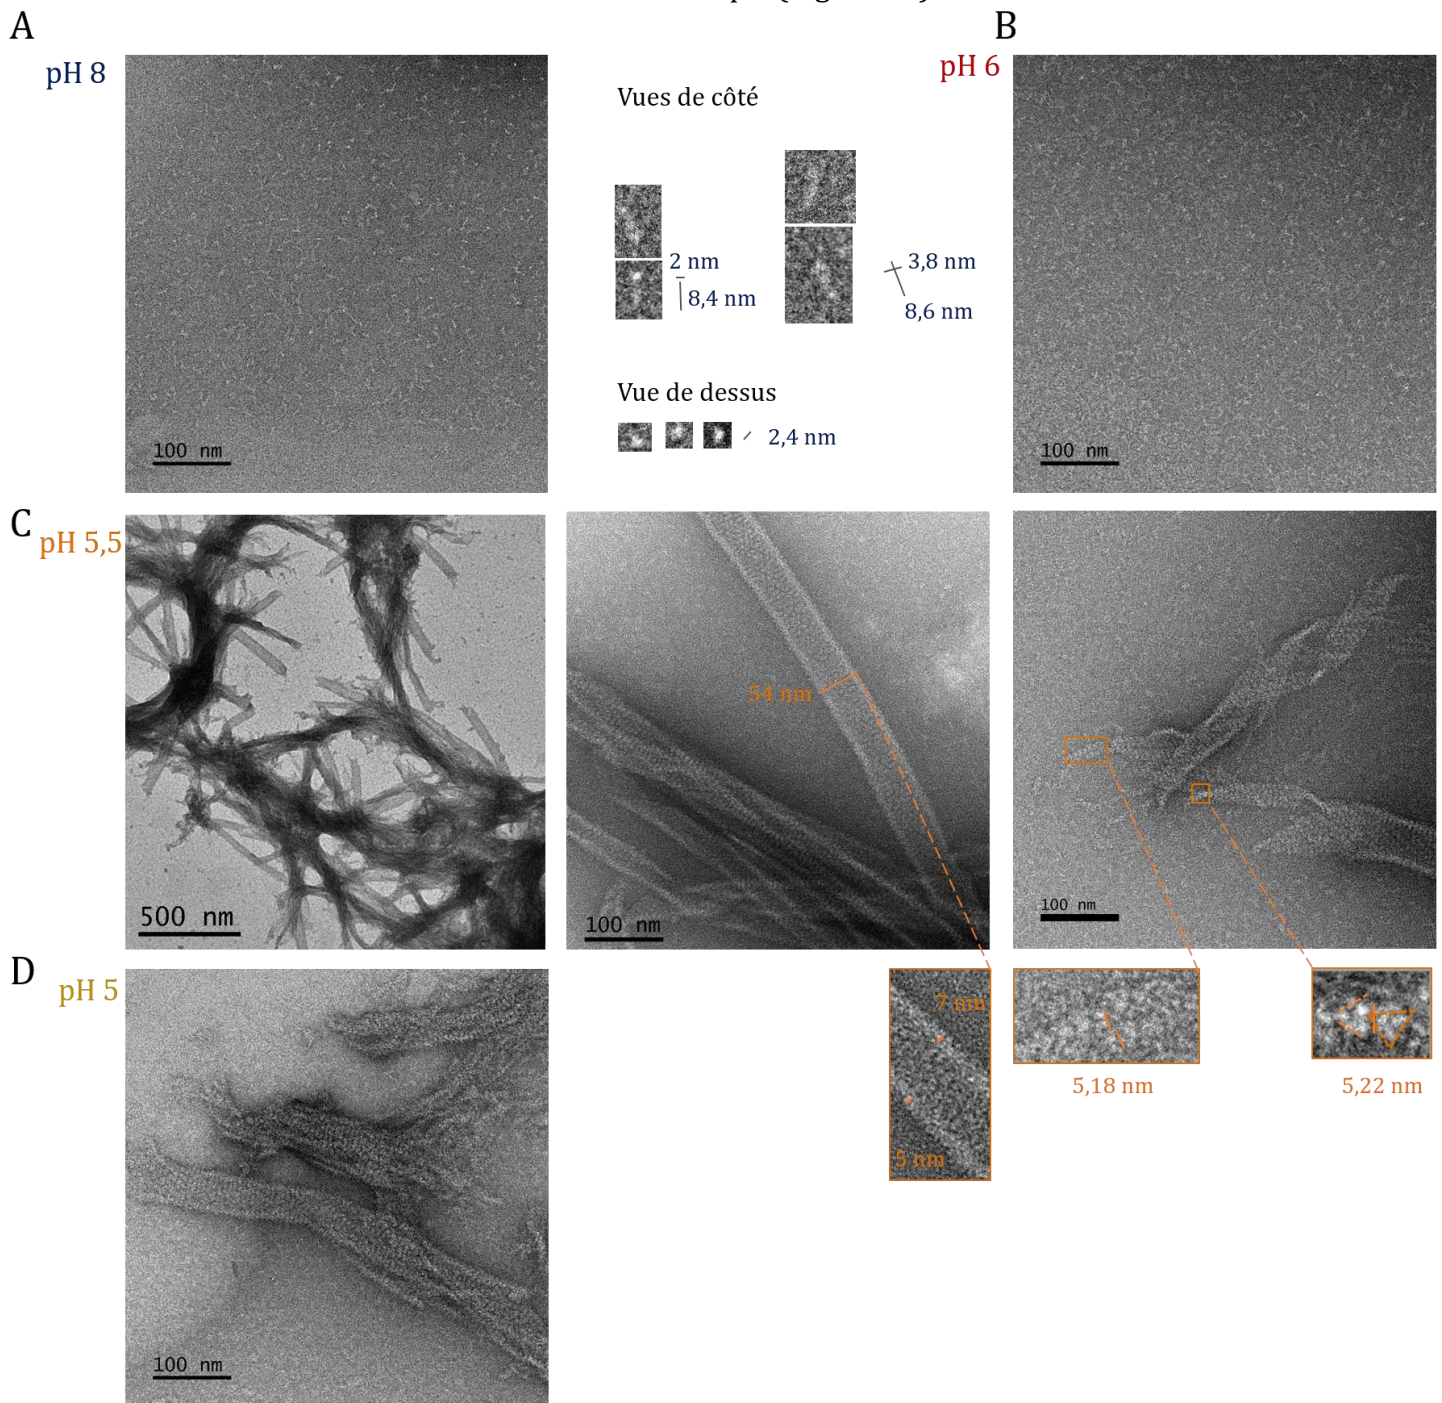 A
B
pH 8
Vues de côté
pH 6
2 nm
8,4 nm
3,8 nm
8,6 nm
Vue de dessus
2,4 nm
100 nm
100 nm
C
pH 5,5
54 nm
500 nm
100 nm
100 nm
D
pH 5
7 nm
5 nm
5,18 nm
5,22 nm
100 nm